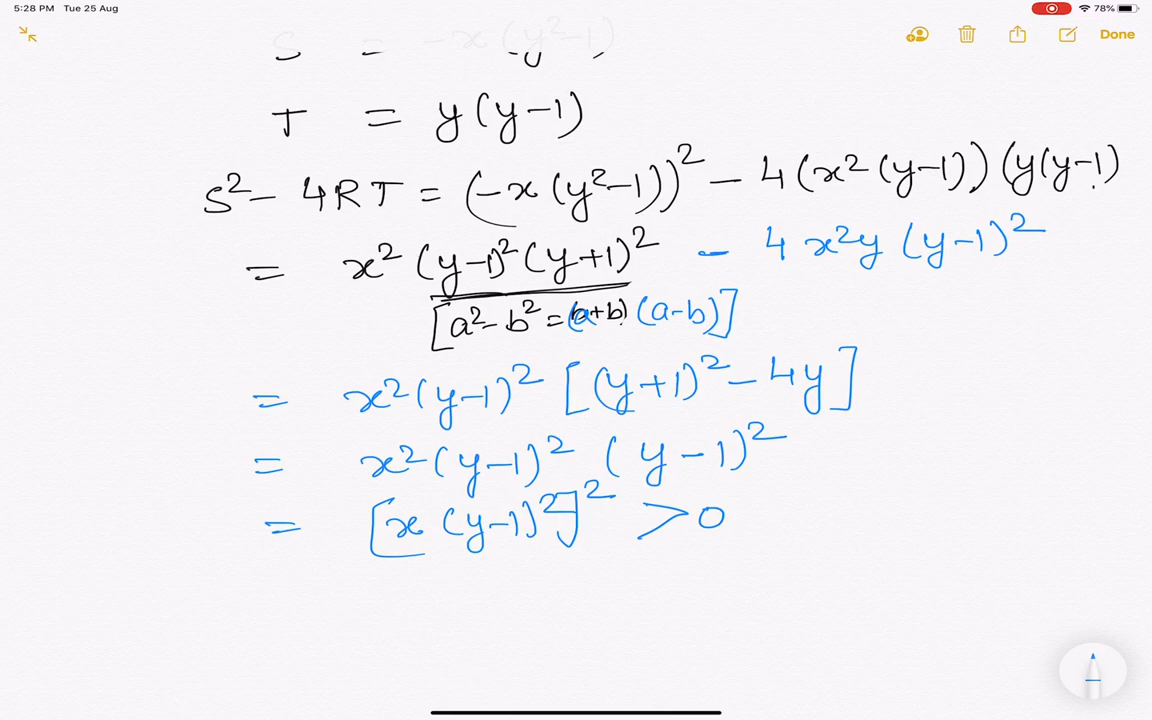 5:28 PM Tue 25 Aug 78%
Done
S = -x(y²-1)
T = y(y-1)
S² - 4RT = (-x(y²-1))² - 4(x²(y-1))(y(y-1)
= x²(y-1)²(y+1)² - 4x²y(y-1)²
[a²-b²=(a+b)(a-b)]
= x²(y-1)²[(y+1)²-4y]
= x²(y-1)²(y-1)²
= [x(y-1)²]² >0